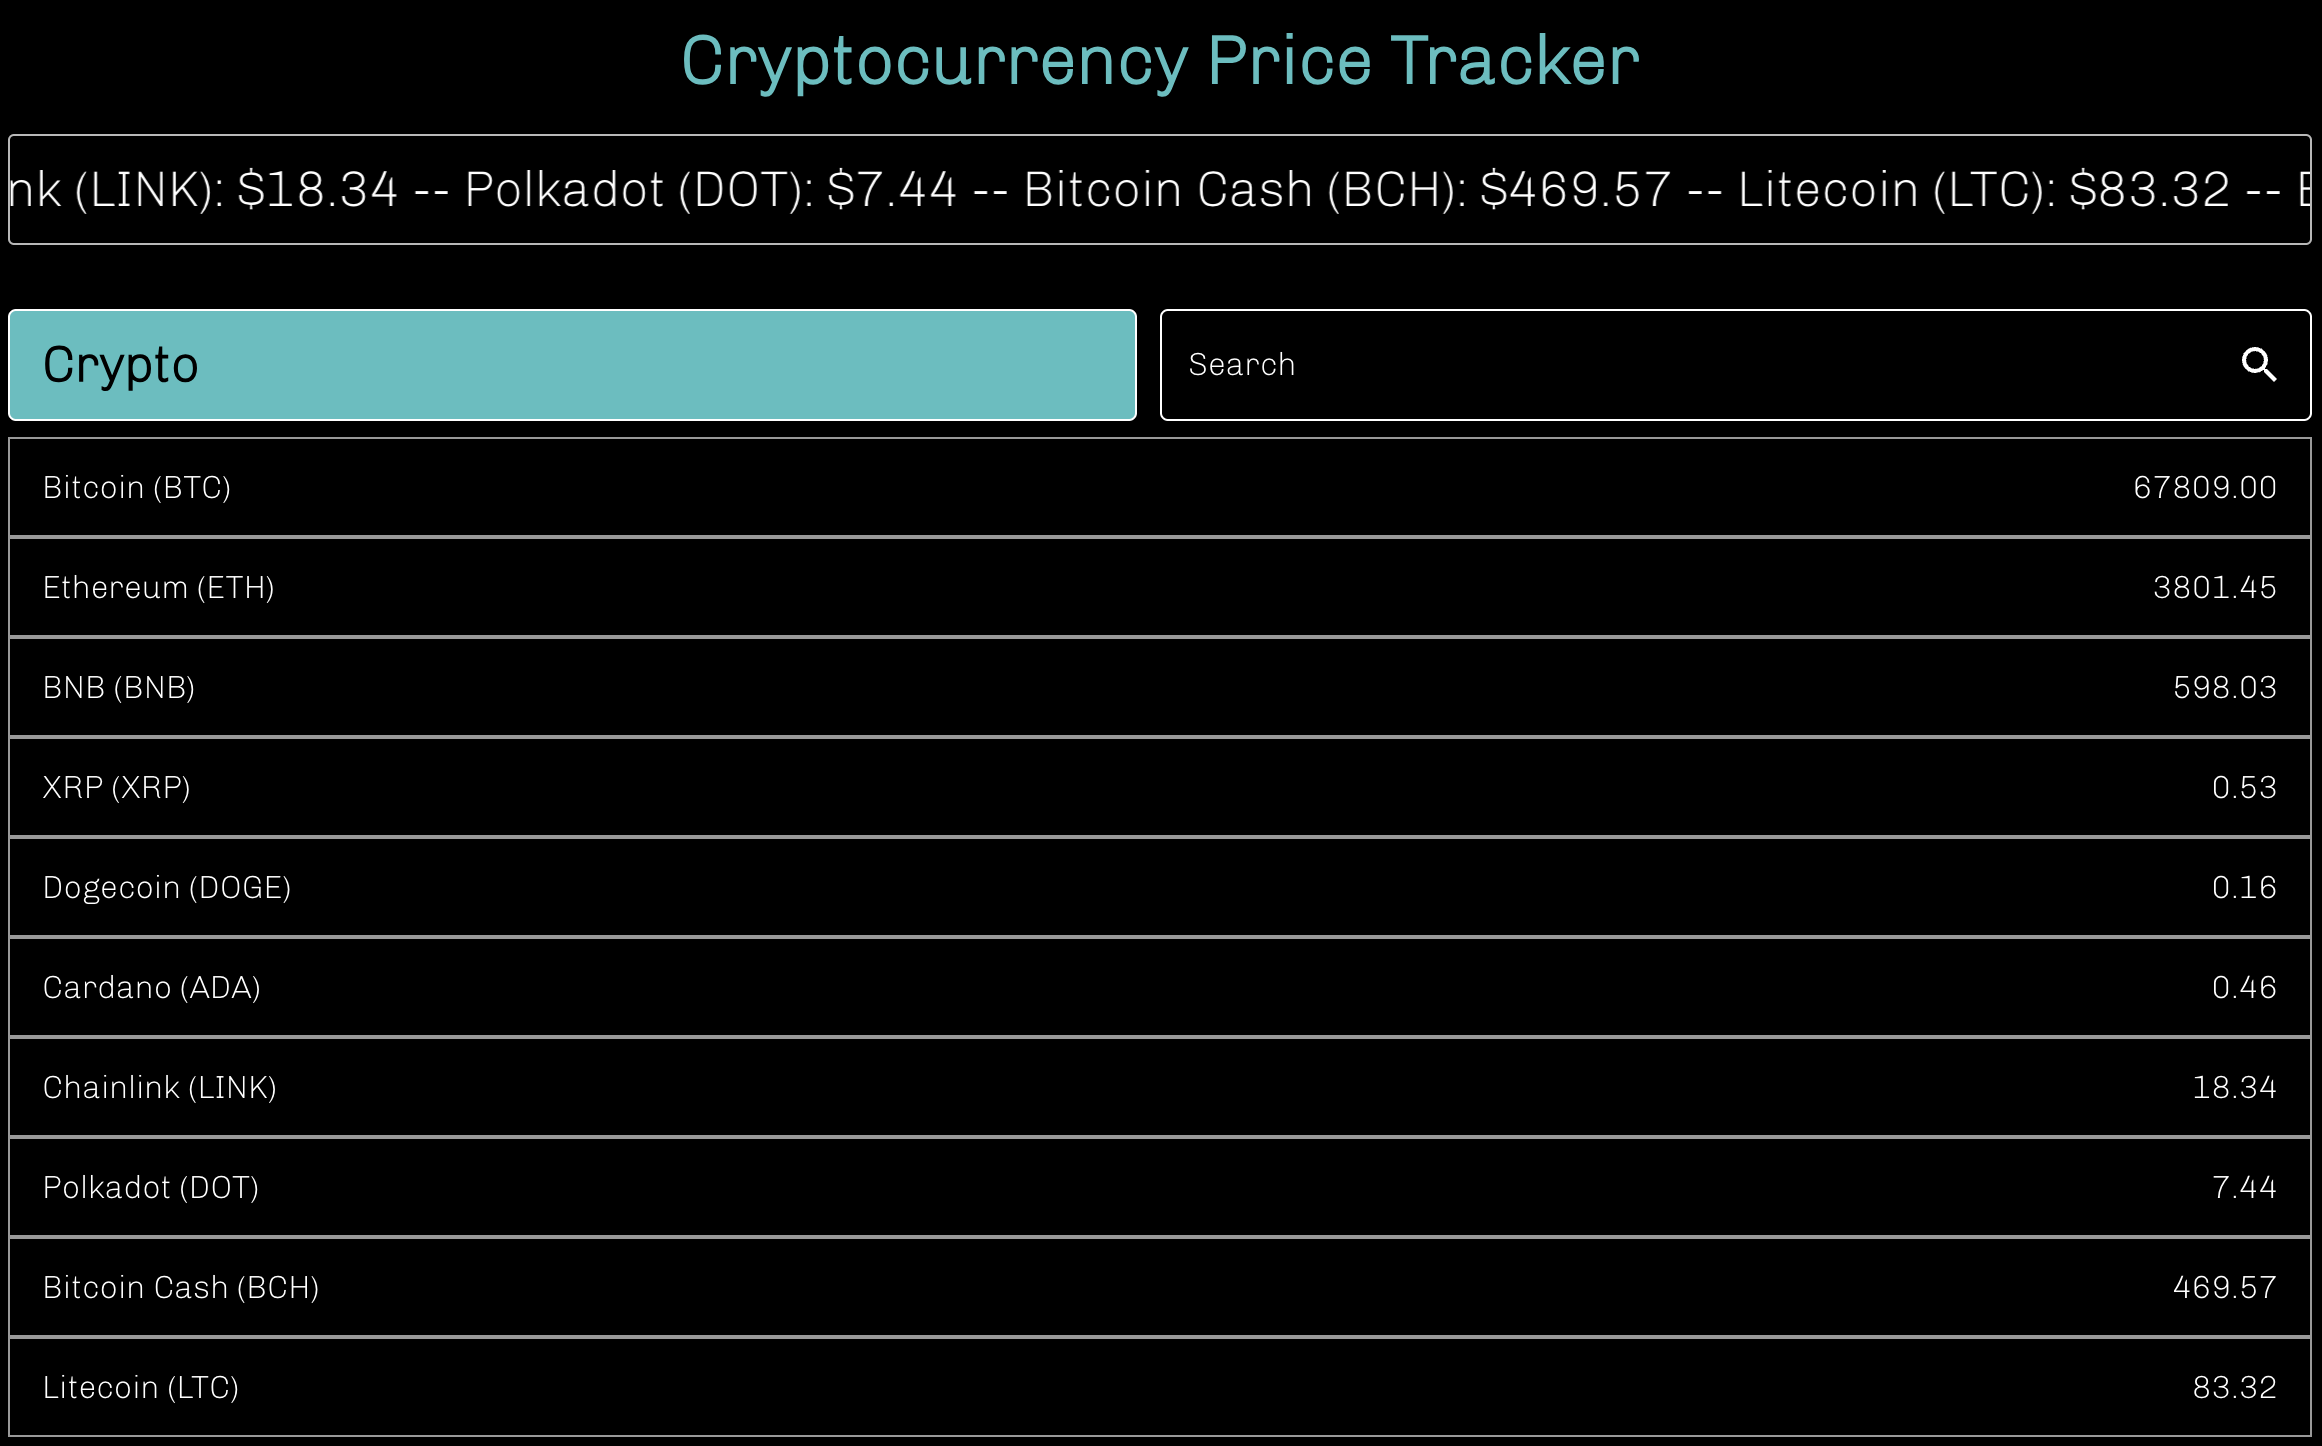 Cryptocurrency Price Tracker
nk (LINK): $18.34 -- Polkadot (DOT): $7.44 -- Bitcoin Cash (BCH): $469.57 -- Litecoin (LTC): $83.32 --
Crypto
Search
Bitcoin (BTC) 67809.00
Ethereum (ETH) 3801.45
BNB (BNB) 598.03
XRP (XRP) 0.53
Dogecoin (DOGE) 0.16
Cardano (ADA) 0.46
Chainlink (LINK) 18.34
Polkadot (DOT) 7.44
Bitcoin Cash (BCH) 469.57
Litecoin (LTC) 83.32